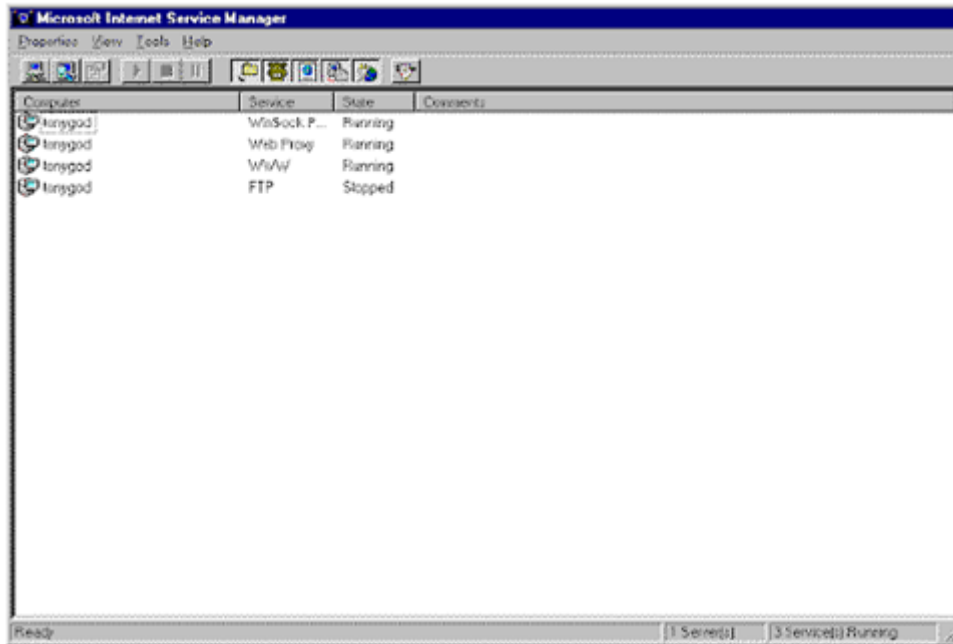 Microsoft Internet Service Manager
Properties View Tools Help
Computer Service State Comments
tonygod WinSock P... Running
tonygod Web Proxy Running
tonygod WWW Running
tonygod FTP Stopped
Ready 1 Server(s) 3 Service(s) Running